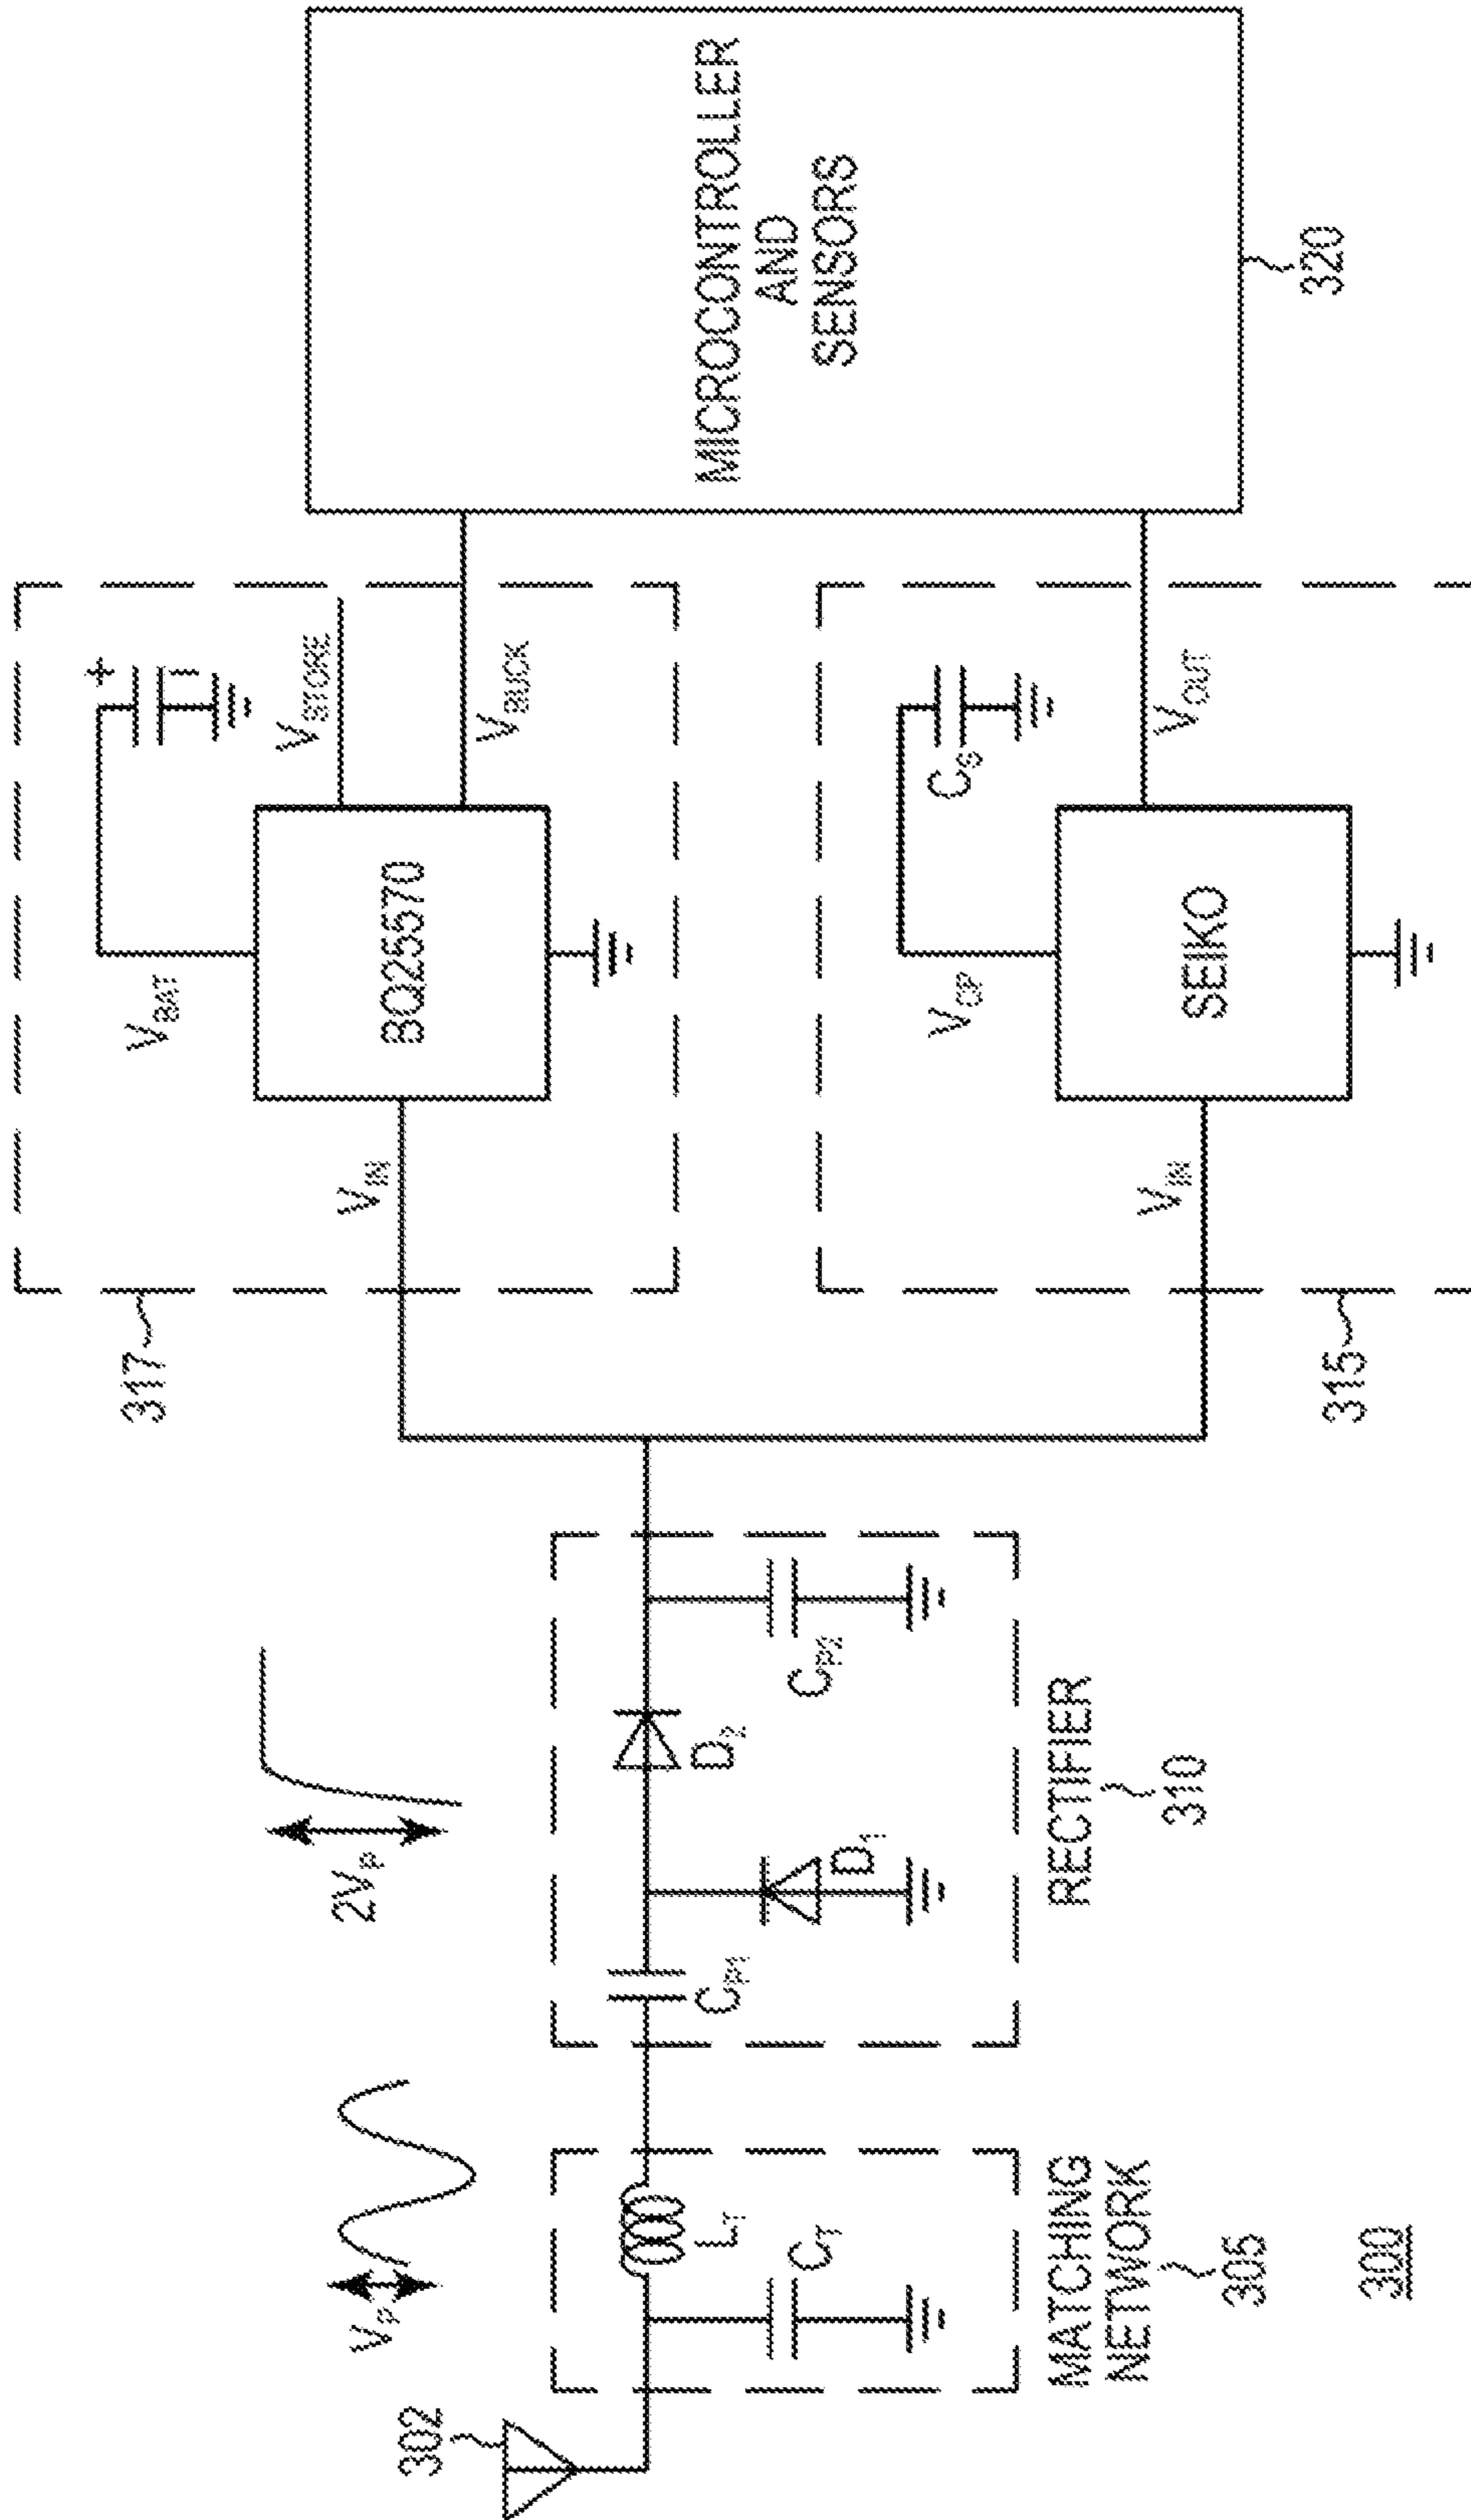 302
V_P
2V_P
MATCHING
NETWORK
305
L_T
C_T
RECTIFIER
310
C_P1
D_1
D_2
C_P2
317
V_IN
V_BAT
BQ25570
V_STORE
V_BUCK
+
−
315
V_IN
V_CP
SEIKO
C_S
V_OUT
MICROCONTROLLER
AND
SENSORS
320
300